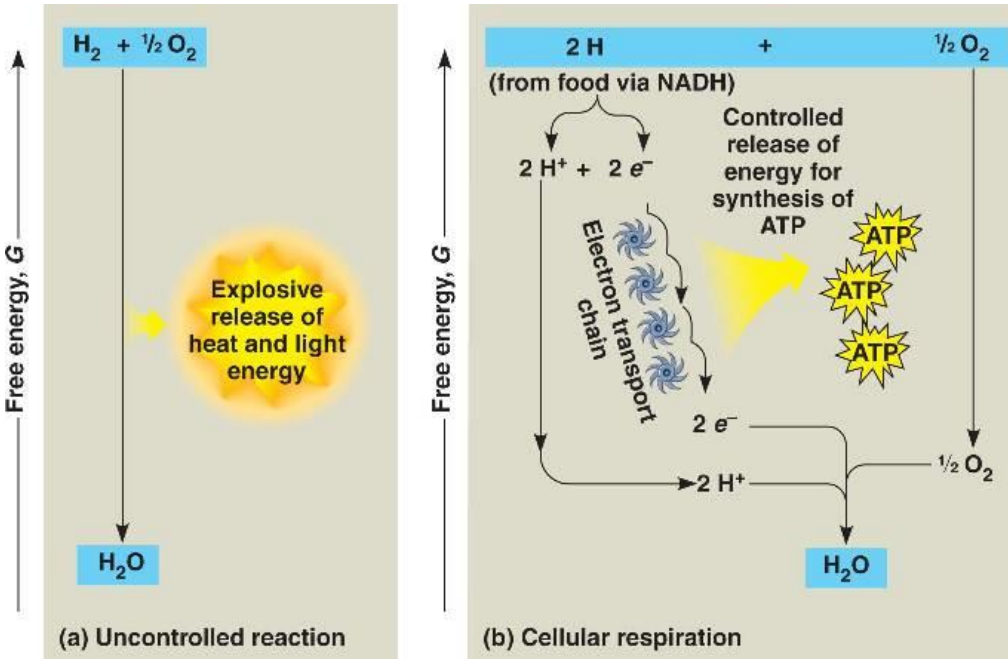 Free energy, G
H₂ + ½ O₂
Explosive
release of
heat and light
energy
H₂O
(a) Uncontrolled reaction
Free energy, G
2 H + ½ O₂
(from food via NADH)
2 H⁺ + 2 e⁻
Controlled
release of
energy for
synthesis of
ATP
Electron transport
chain
ATP
ATP
ATP
2 e⁻
½ O₂
2 H⁺
H₂O
(b) Cellular respiration